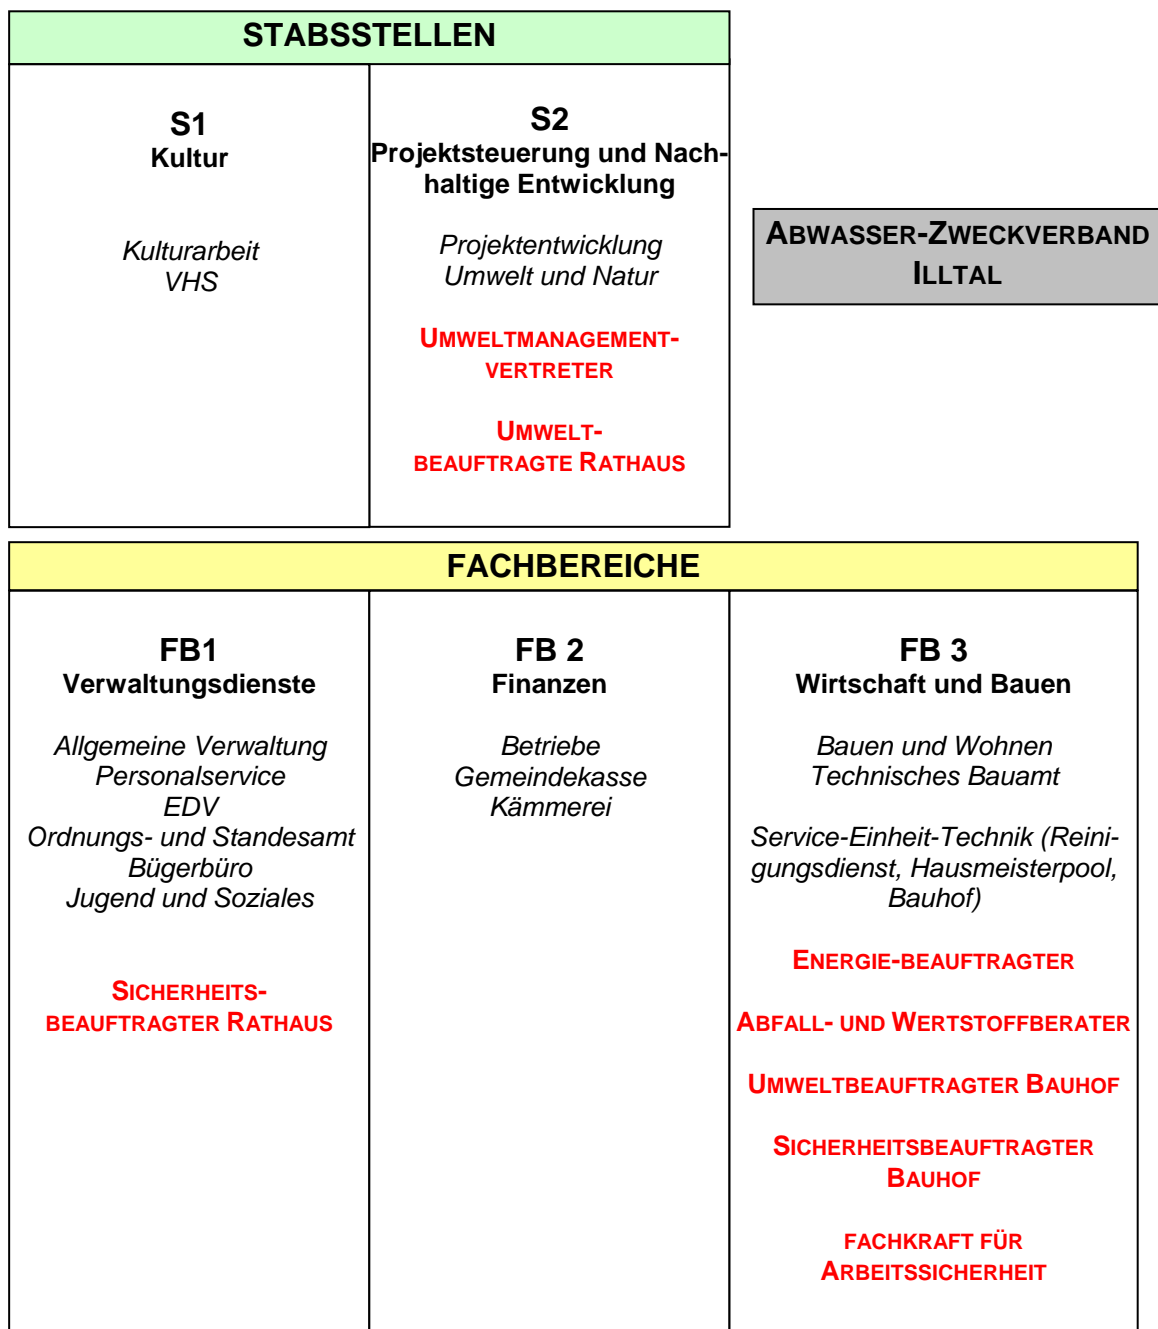 STABSSTELLEN
S1
Kultur
Kulturarbeit
VHS
S2
Projektsteuerung und Nach-
haltige Entwicklung
Projektentwicklung
Umwelt und Natur
UMWELTMANAGEMENT-
VERTRETER
UMWELT-
BEAUFTRAGTE RATHAUS
ABWASSER-ZWECKVERBAND
ILLTAL
FACHBEREICHE
FB1
Verwaltungsdienste
Allgemeine Verwaltung
Personalservice
EDV
Ordnungs- und Standesamt
Bügerbüro
Jugend und Soziales
SICHERHEITS-
BEAUFTRAGTER RATHAUS
FB 2
Finanzen
Betriebe
Gemeindekasse
Kämmerei
FB 3
Wirtschaft und Bauen
Bauen und Wohnen
Technisches Bauamt
Service-Einheit-Technik (Reini-
gungsdienst, Hausmeisterpool,
Bauhof)
ENERGIE-BEAUFTRAGTER
ABFALL- UND WERTSTOFFBERATER
UMWELTBEAUFTRAGTER BAUHOF
SICHERHEITSBEAUFTRAGTER
BAUHOF
FACHKRAFT FÜR
ARBEITSSICHERHEIT